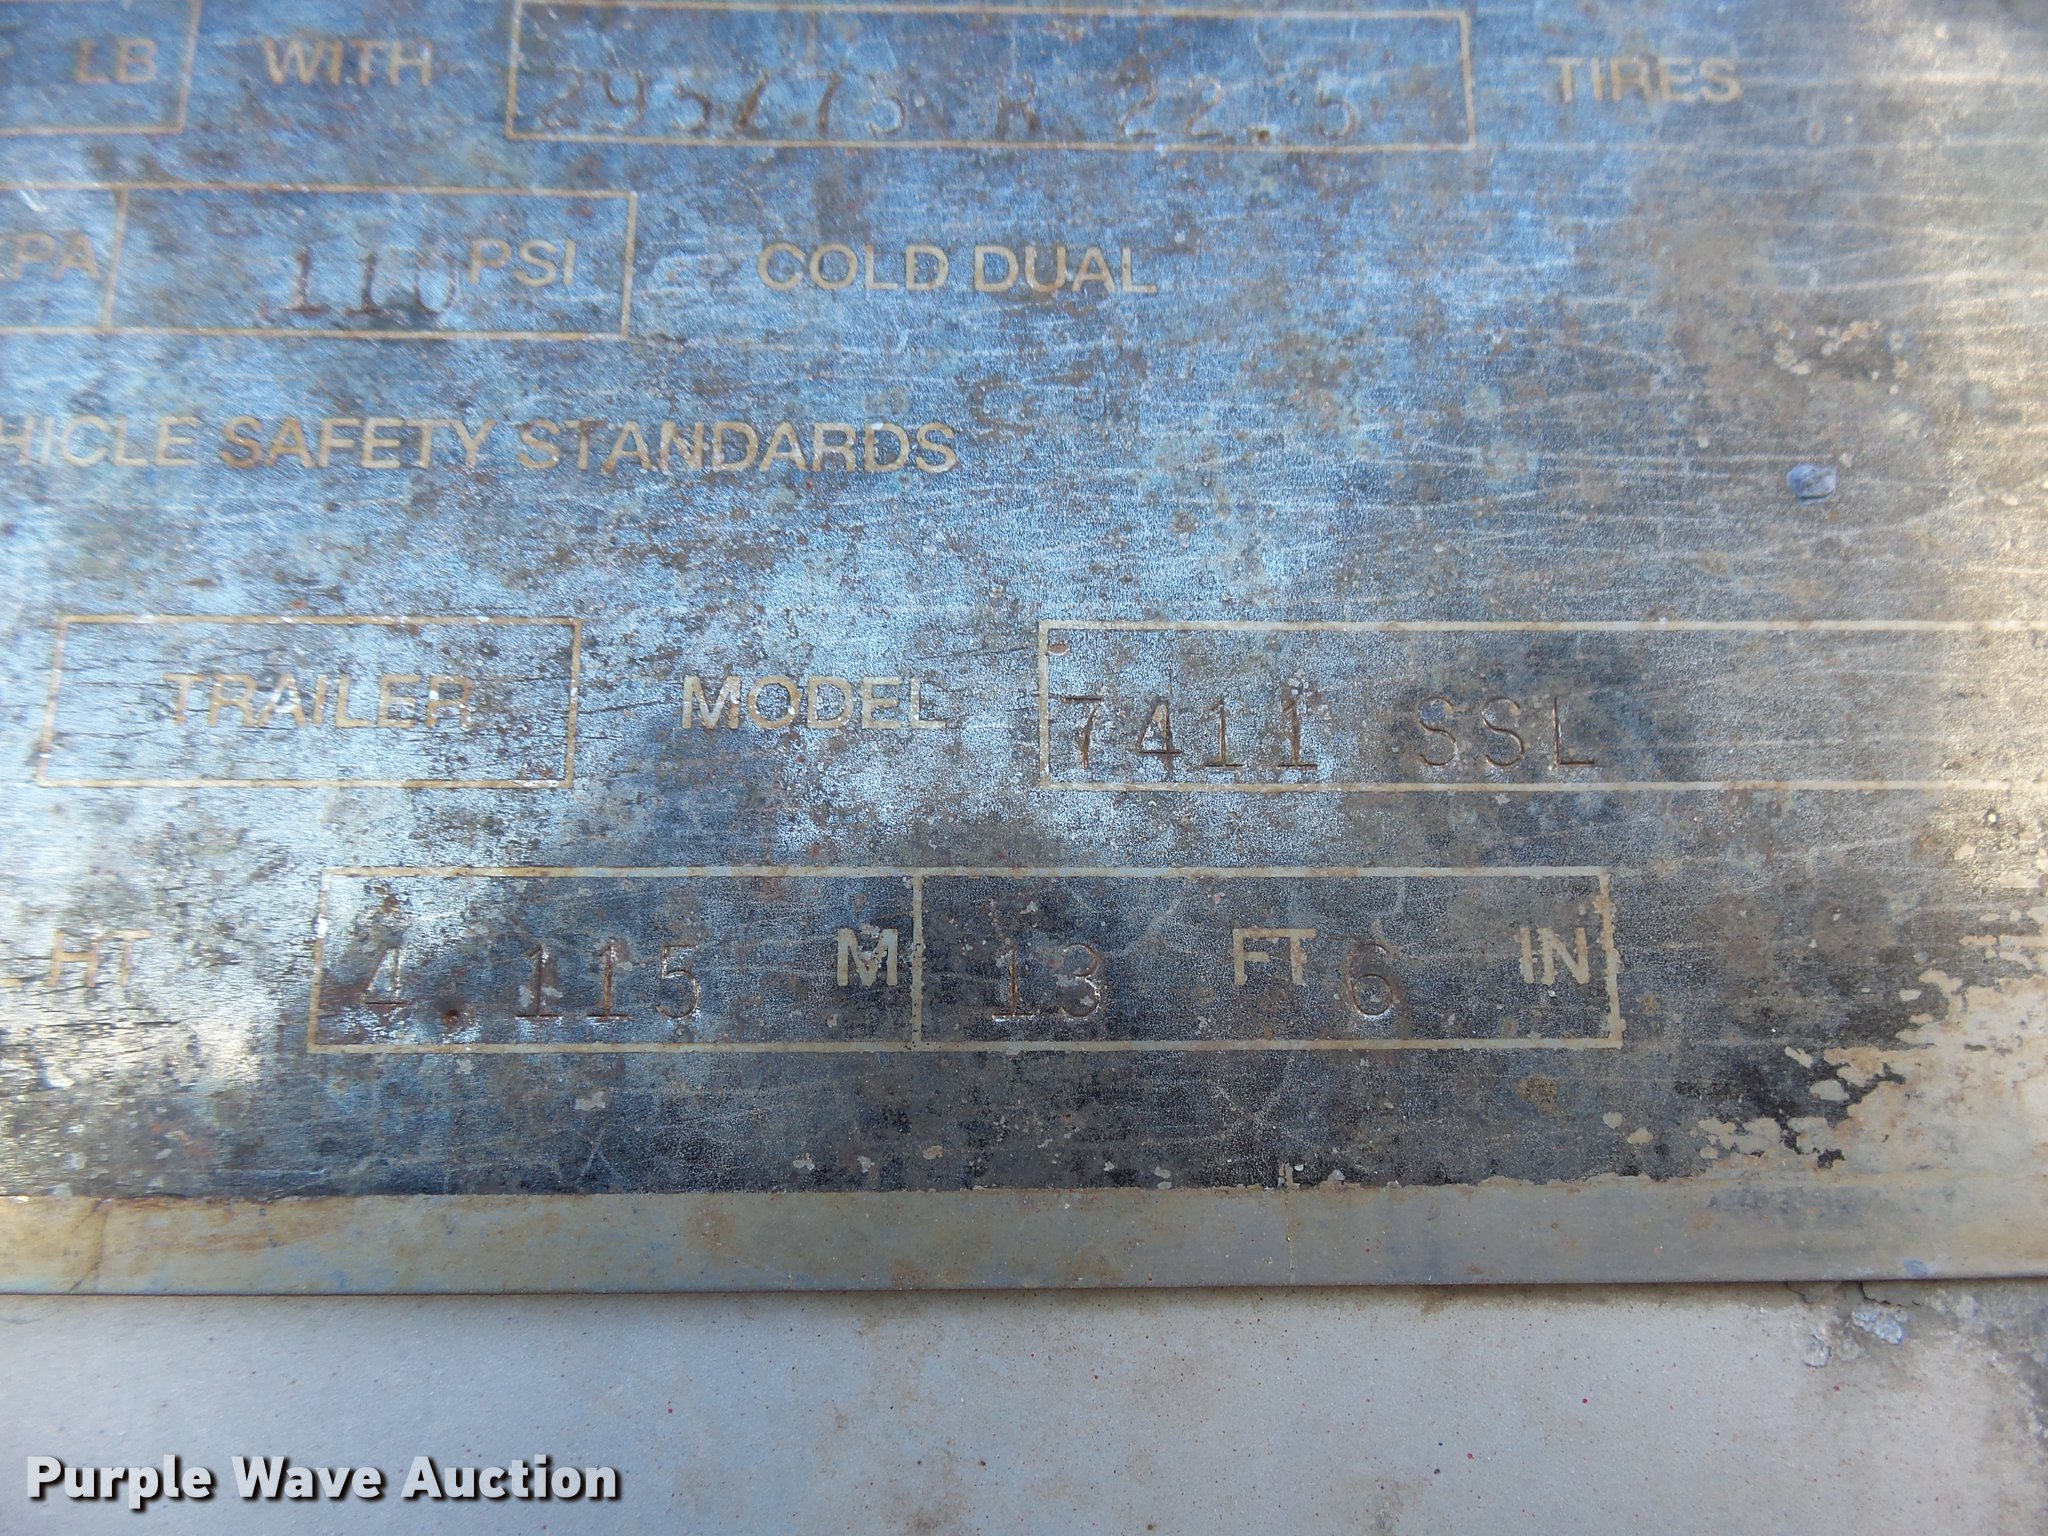 LB WITH 295/75 R 22.5 TIRES
KPA 110 PSI COLD DUAL
HICLE SAFETY STANDARDS
TRAILER MODEL 7411 SSL
HT 4.115 M 13 FT 6 IN
Purple Wave Auction